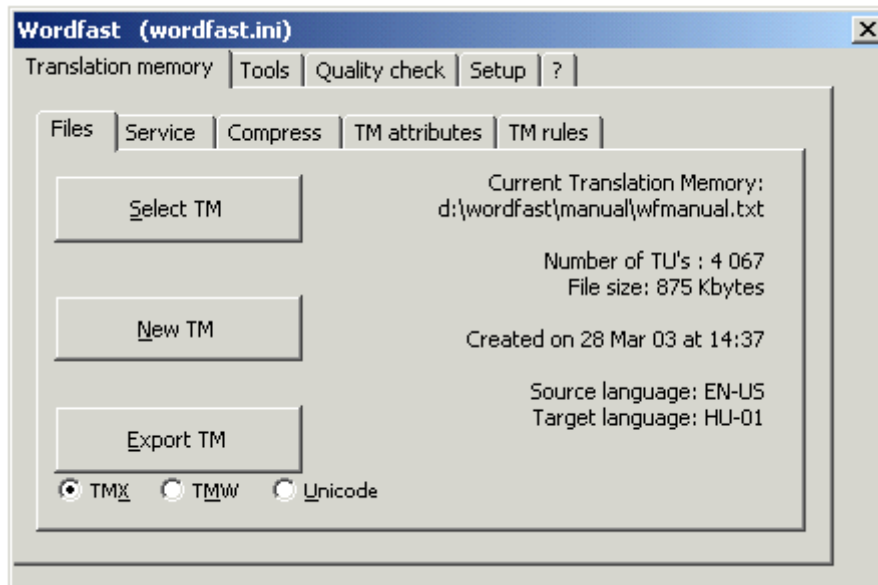 Wordfast (wordfast.ini)
Translation memory Tools Quality check Setup ?
Files Service Compress TM attributes TM rules
Select TM
New TM
Export TM
TMX TMW Unicode
Current Translation Memory:
d:\wordfast\manual\wfmanual.txt
Number of TU's : 4 067
File size: 875 Kbytes
Created on 28 Mar 03 at 14:37
Source language: EN-US
Target language: HU-01